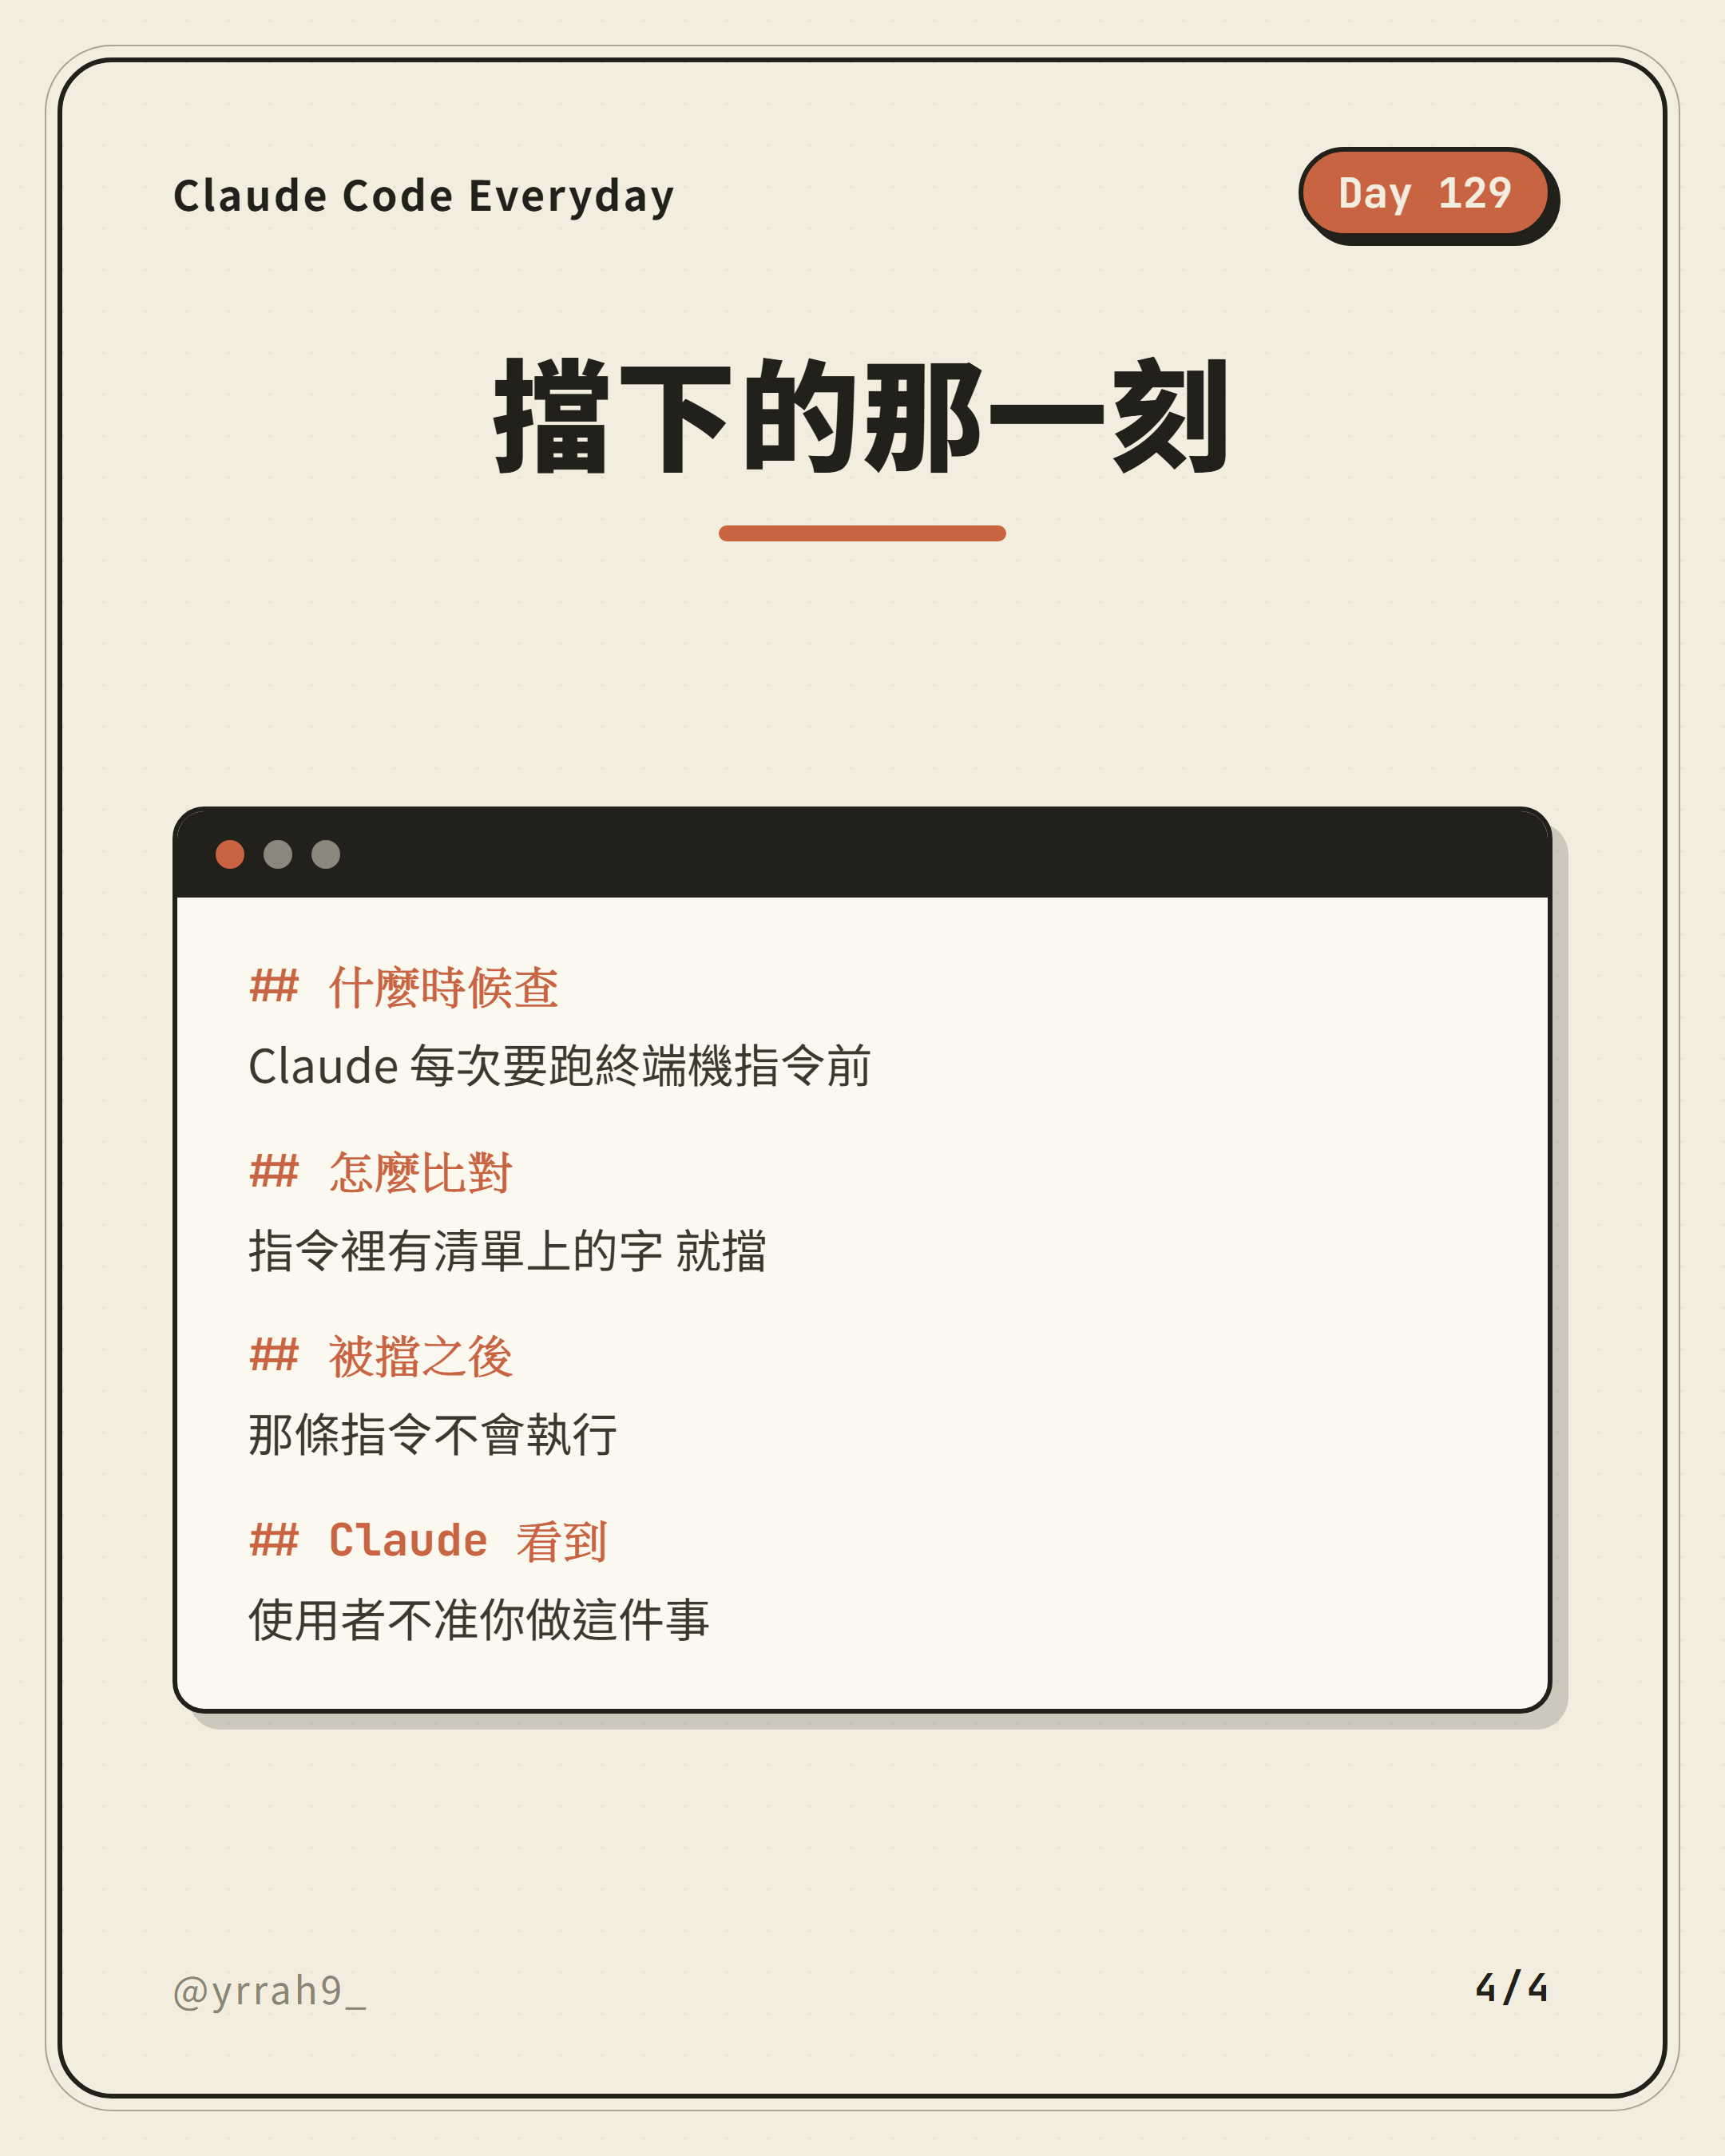 Claude Code Everyday
Day 129
擋下的那一刻
## 什麼時候查
Claude 每次要跑終端機指令前
## 怎麼比對
指令裡有清單上的字 就擋
## 被擋之後
那條指令不會執行
## Claude 看到
使用者不准你做這件事
@yrrah9_
4/4